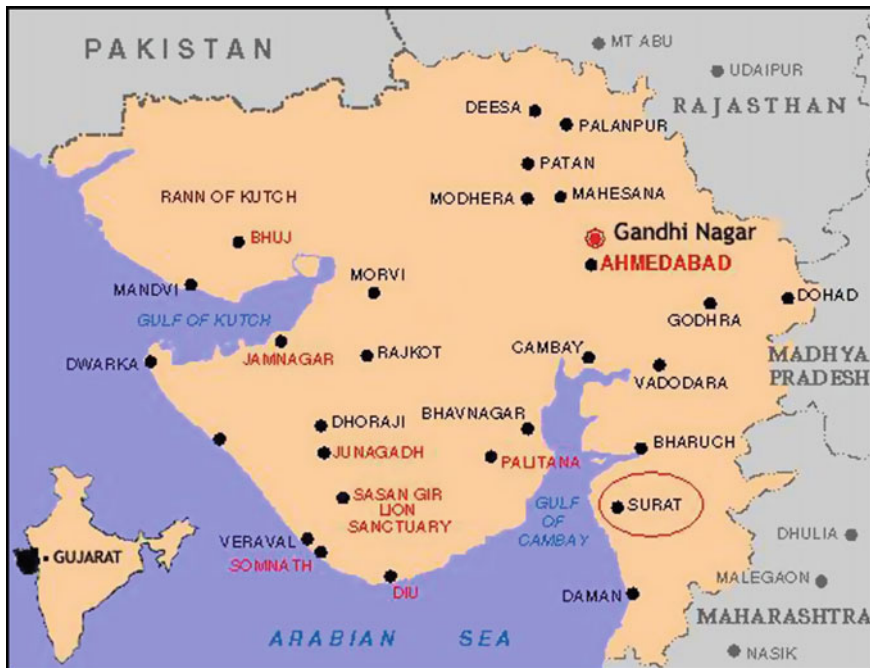 PAKISTAN
MT ABU
UDAIPUR
RAJASTHAN
DEESA
PALANPUR
PATAN
MODHERA
MAHESANA
RANN OF KUTCH
BHUJ
Gandhi Nagar
AHMEDABAD
MANDVI
MORVI
DOHAD
GODHRA
GULF OF KUTCH
JAMNAGAR
RAJKOT
CAMBAY
DWARKA
VADODARA
MADHYA
PRADESH
DHORAJI
BHAVNAGAR
JUNAGADH
PALITANA
BHARUCH
SASAN GIR
LION
SANCTUARY
GULF
OF
CAMBAY
SURAT
VERAVAL
SOMNATH
DHULIA
GUJARAT
DIU
DAMAN
MALEGAON
MAHARASHTRA
ARABIAN SEA
NASIK